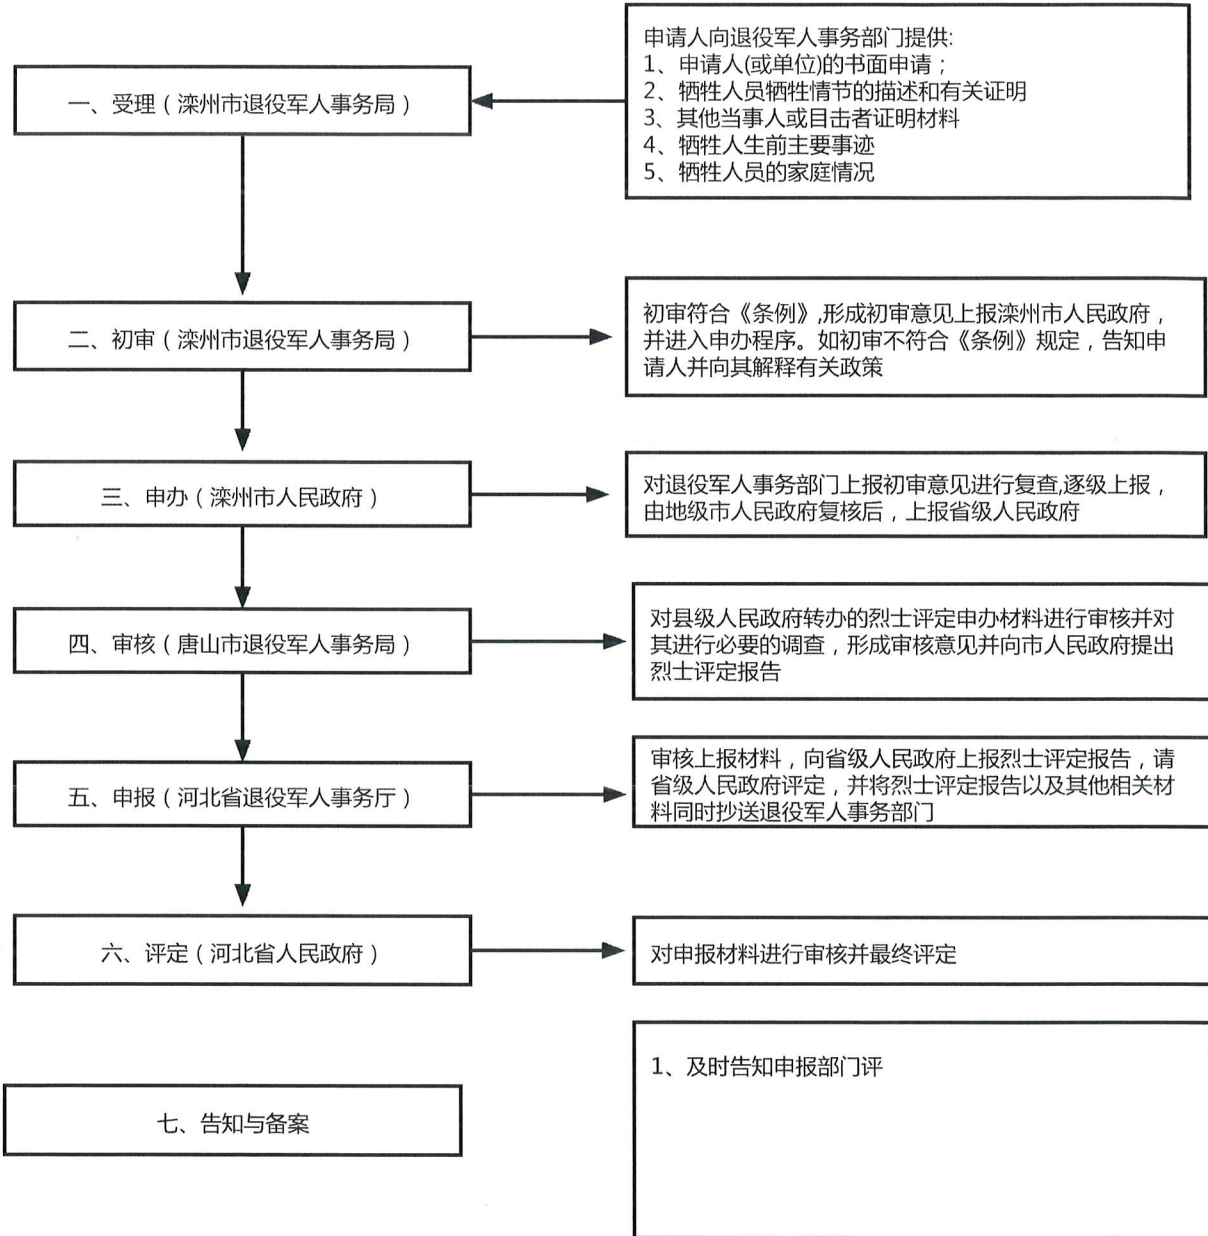 申请人向退役军人事务部门提供:
1、申请人(或单位)的书面申请；
2、牺牲人员牺牲情节的描述和有关证明
3、其他当事人或目击者证明材料
4、牺牲人生前主要事迹
5、牺牲人员的家庭情况
一、受理（滦州市退役军人事务局）
二、初审（滦州市退役军人事务局）
初审符合《条例》,形成初审意见上报滦州市人民政府，
并进入申办程序。如初审不符合《条例》规定，告知申
请人并向其解释有关政策
三、申办（滦州市人民政府）
对退役军人事务部门上报初审意见进行复查,逐级上报，
由地级市人民政府复核后，上报省级人民政府
四、审核（唐山市退役军人事务局）
对县级人民政府转办的烈士评定申办材料进行审核并对
其进行必要的调查，形成审核意见并向市人民政府提出
烈士评定报告
五、申报（河北省退役军人事务厅）
审核上报材料，向省级人民政府上报烈士评定报告，请
省级人民政府评定，并将烈士评定报告以及其他相关材
料同时抄送退役军人事务部门
六、评定（河北省人民政府）
对申报材料进行审核并最终评定
七、告知与备案
1、及时告知申报部门评